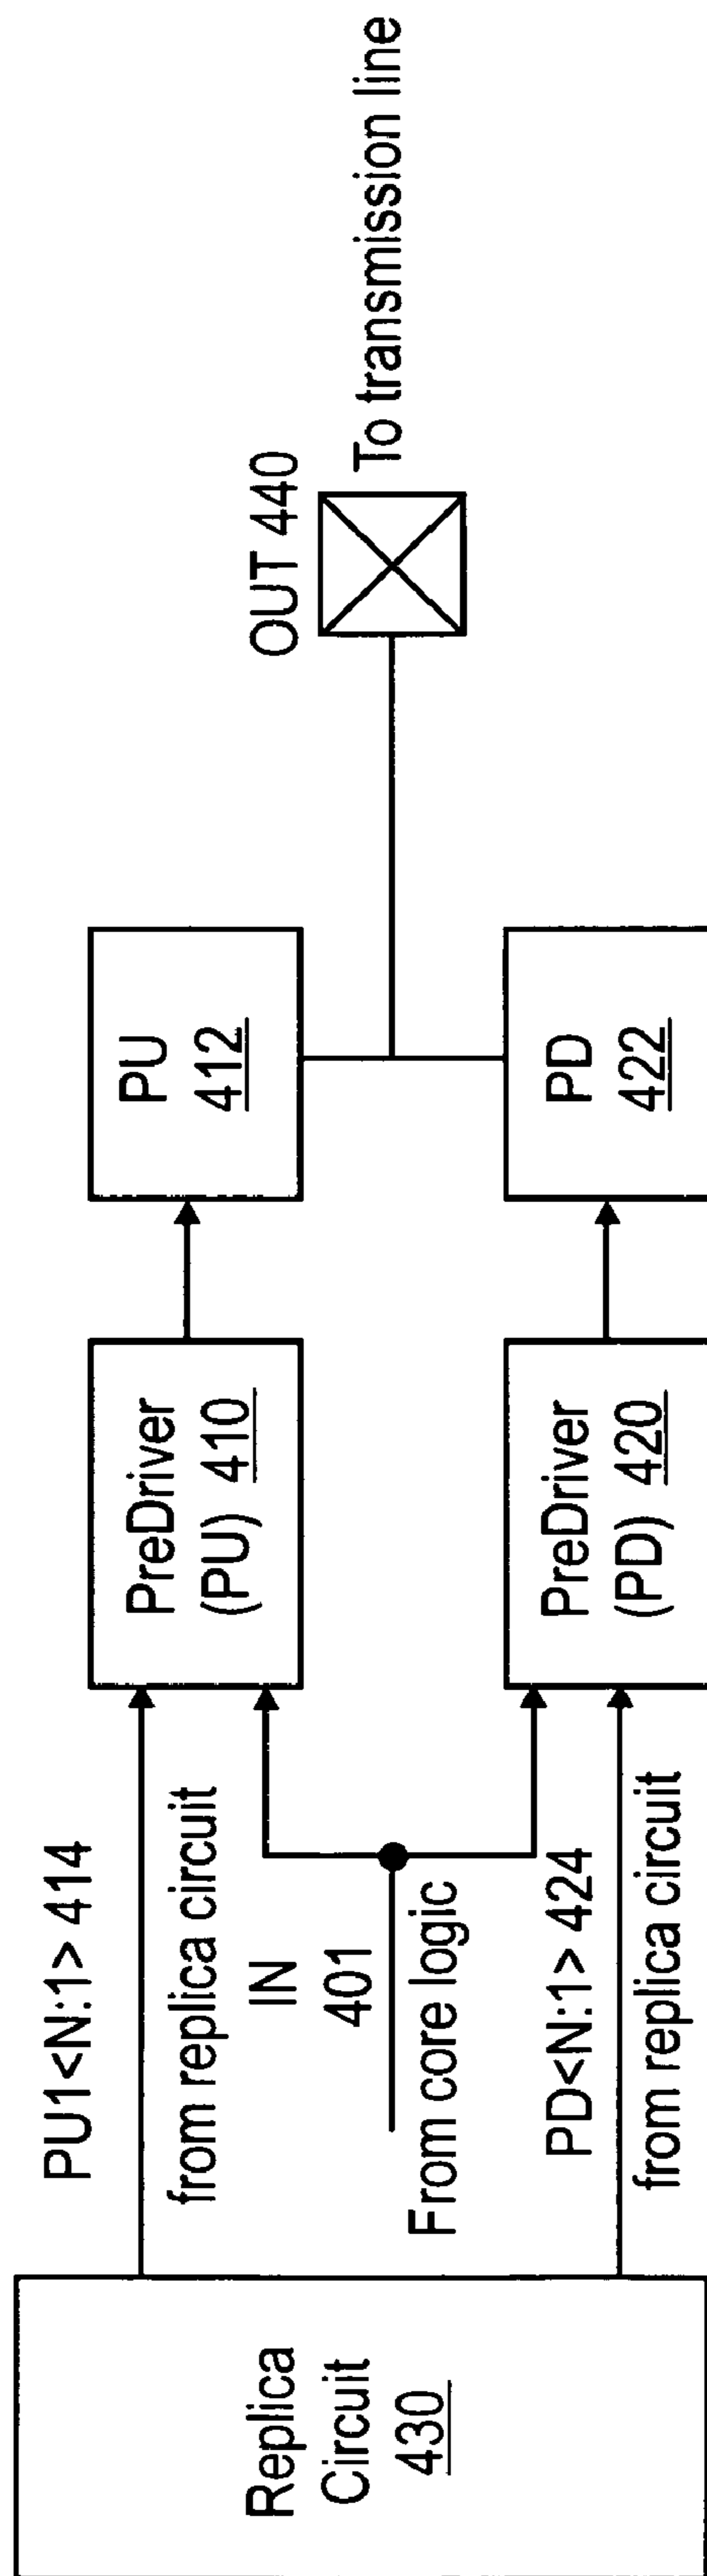 Replica
Circuit
430
PU1<N:1> 414
from replica circuit
IN
401
From core logic
PD<N:1> 424
from replica circuit
PreDriver
(PU) 410
PreDriver
(PD) 420
PU
412
PD
422
OUT 440
To transmission line